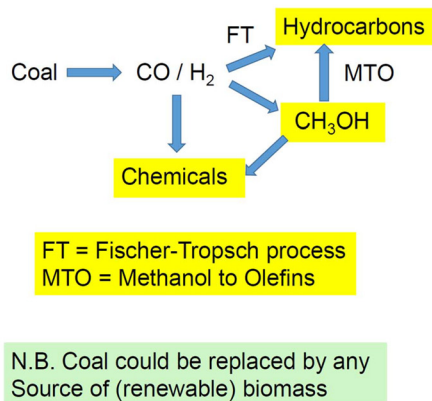 FT
Hydrocarbons
Coal
CO / H₂
MTO
CH₃OH
Chemicals
FT = Fischer-Tropsch process
MTO = Methanol to Olefins
N.B. Coal could be replaced by any
Source of (renewable) biomass